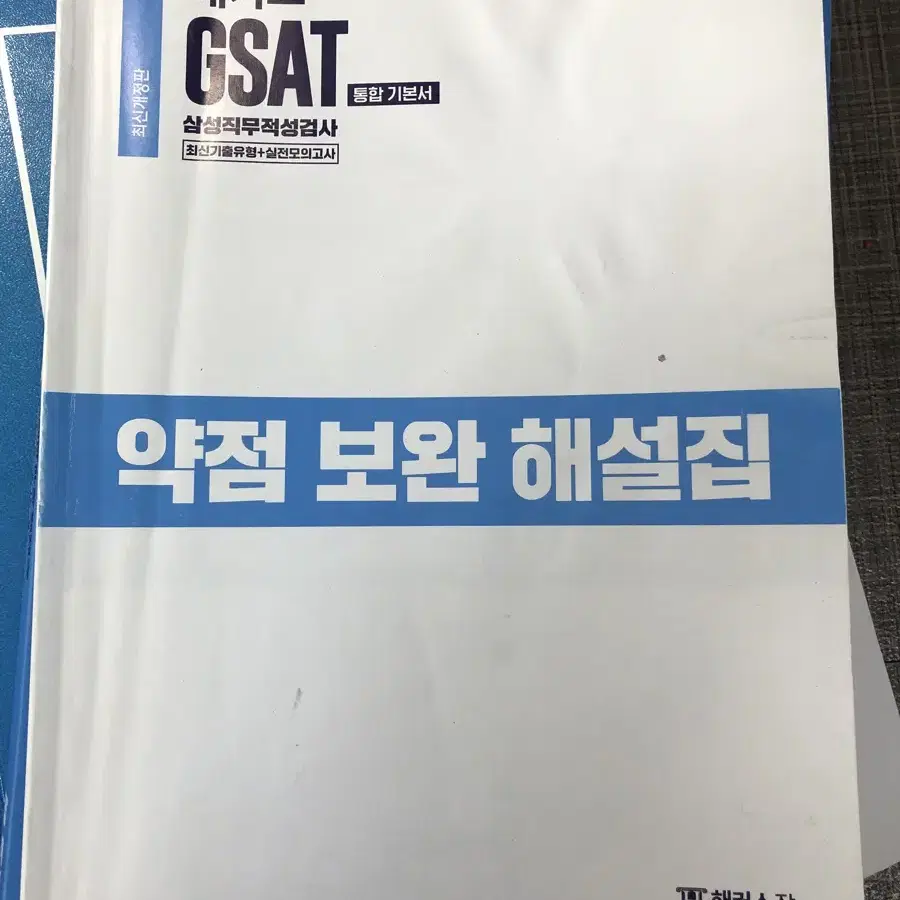 최신개정판
GSAT
통합 기본서
삼성직무적성검사
최신기출유형+실전모의고사
약점 보완 해설집